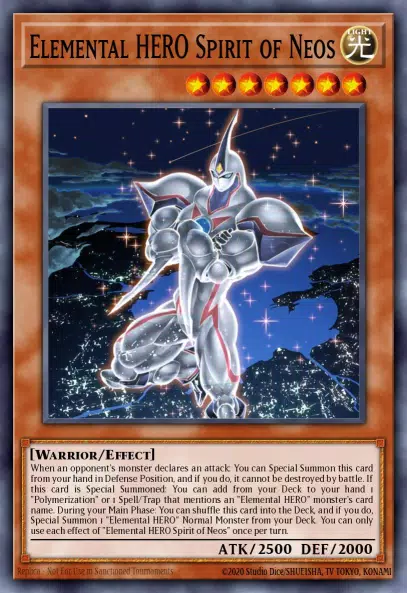 Elemental HERO Spirit of Neos
LIGHT
光
[Warrior/Effect]
When an opponent's monster declares an attack: You can Special Summon this card
from your hand in Defense Position, and if you do, it cannot be destroyed by battle. If
this card is Special Summoned: You can add from your Deck to your hand 1
"Polymerization" or 1 Spell/Trap that mentions an "Elemental HERO" monster's card
name. During your Main Phase: You can shuffle this card into the Deck, and if you do,
Special Summon 1 "Elemental HERO" Normal Monster from your Deck. You can only
use each effect of "Elemental HERO Spirit of Neos" once per turn.
ATK/2500 DEF/2000
Replica - Not For Use in Sanctioned Tournaments
©2020 Studio Dice/SHUEISHA, TV TOKYO, KONAMI